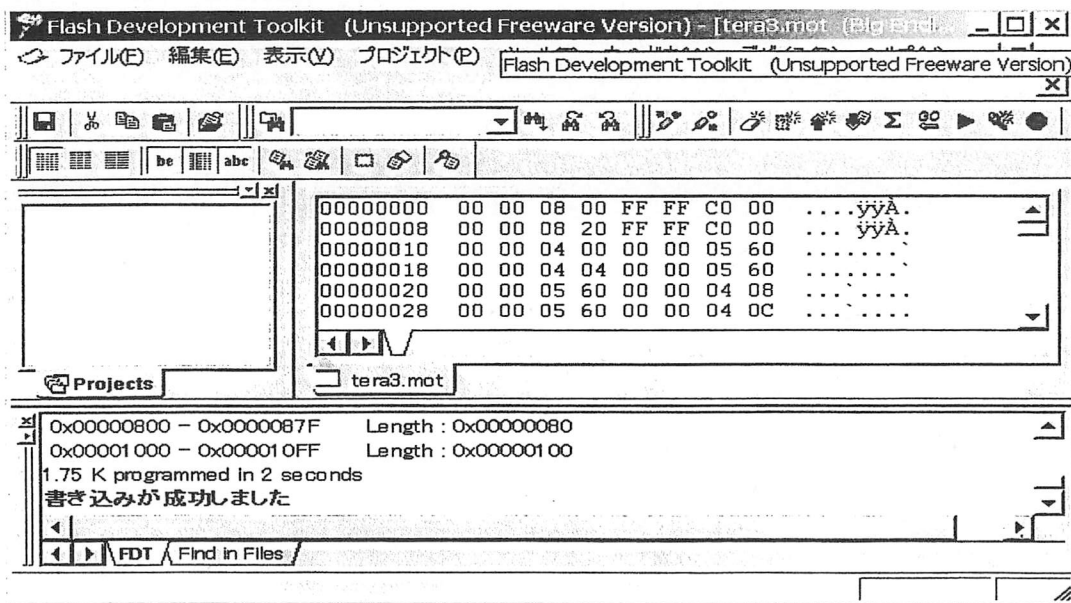 Flash Development Toolkit (Unsupported Freeware Version) - [tera3.mot (Big Endi...
ファイル(F) 編集(E) 表示(V) プロジェクト(P)
Flash Development Toolkit (Unsupported Freeware Version)
be abc
00000000 00 00 08 00 FF FF C0 00 ....ÿÿÀ.
00000008 00 00 08 20 FF FF C0 00 ... ÿÿÀ.
00000010 00 00 04 00 00 00 05 60 .......`
00000018 00 00 04 04 00 00 05 60 .......`
00000020 00 00 05 60 00 00 04 08 ...`....
00000028 00 00 05 60 00 00 04 0C ...`....
Projects
tera3.mot
0x00000800 - 0x0000087F Length : 0x00000080
0x00001000 - 0x000010FF Length : 0x00000100
1.75 K programmed in 2 seconds
書き込みが成功しました
FDT Find in Files